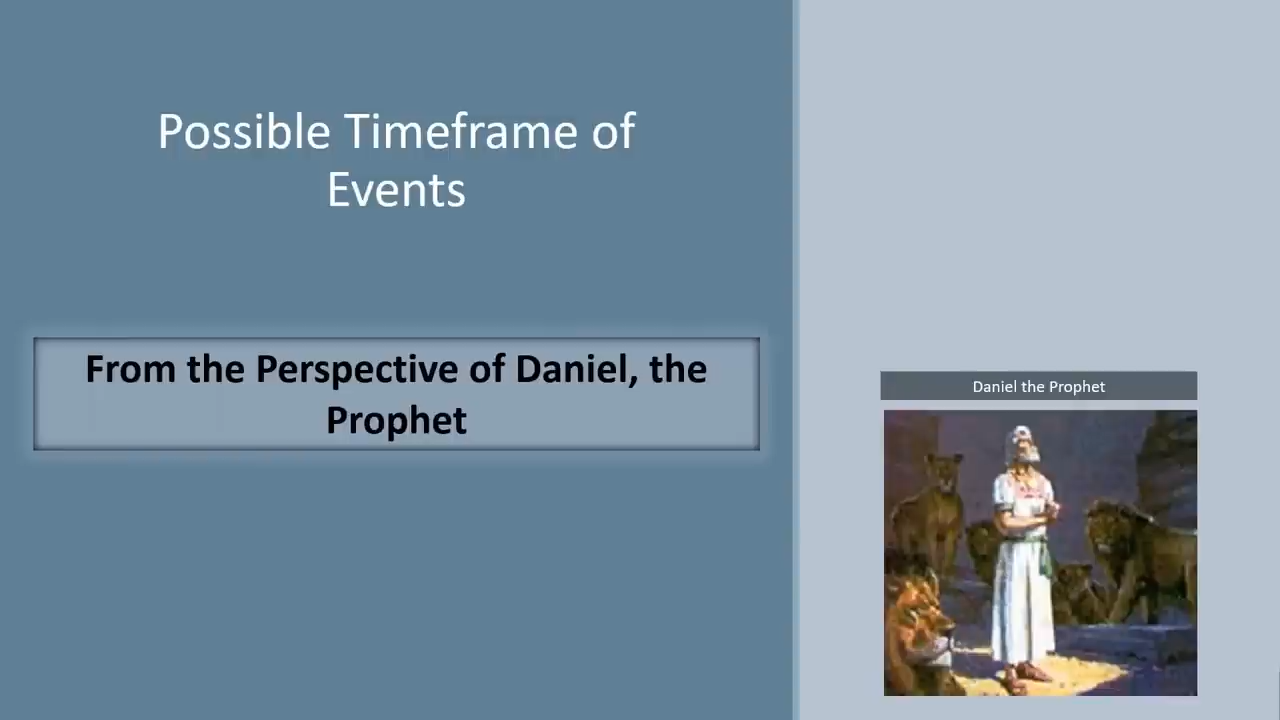 Possible Timeframe of
Events
From the Perspective of Daniel, the
Prophet
Daniel the Prophet